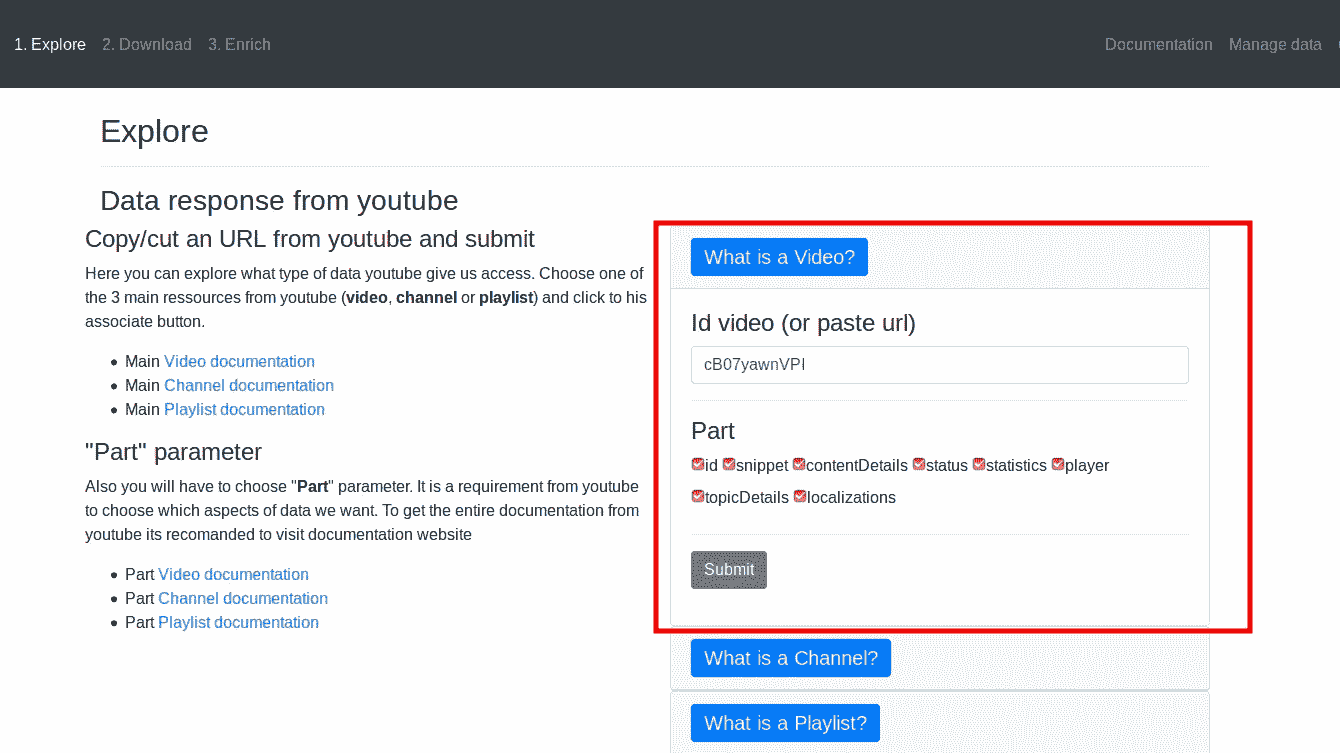 1. Explore 2. Download 3. Enrich Documentation Manage data
Explore
Data response from youtube
Copy/cut an URL from youtube and submit
Here you can explore what type of data youtube give us access. Choose one of
the 3 main ressources from youtube (video, channel or playlist) and click to his
associate button.
Main Video documentation
Main Channel documentation
Main Playlist documentation
"Part" parameter
Also you will have to choose "Part" parameter. It is a requirement from youtube
to choose which aspects of data we want. To get the entire documentation from
youtube its recomanded to visit documentation website
Part Video documentation
Part Channel documentation
Part Playlist documentation
What is a Video?
Id video (or paste url)
cB07yawnVPI
Part
id snippet contentDetails status statistics player
topicDetails localizations
Submit
What is a Channel?
What is a Playlist?